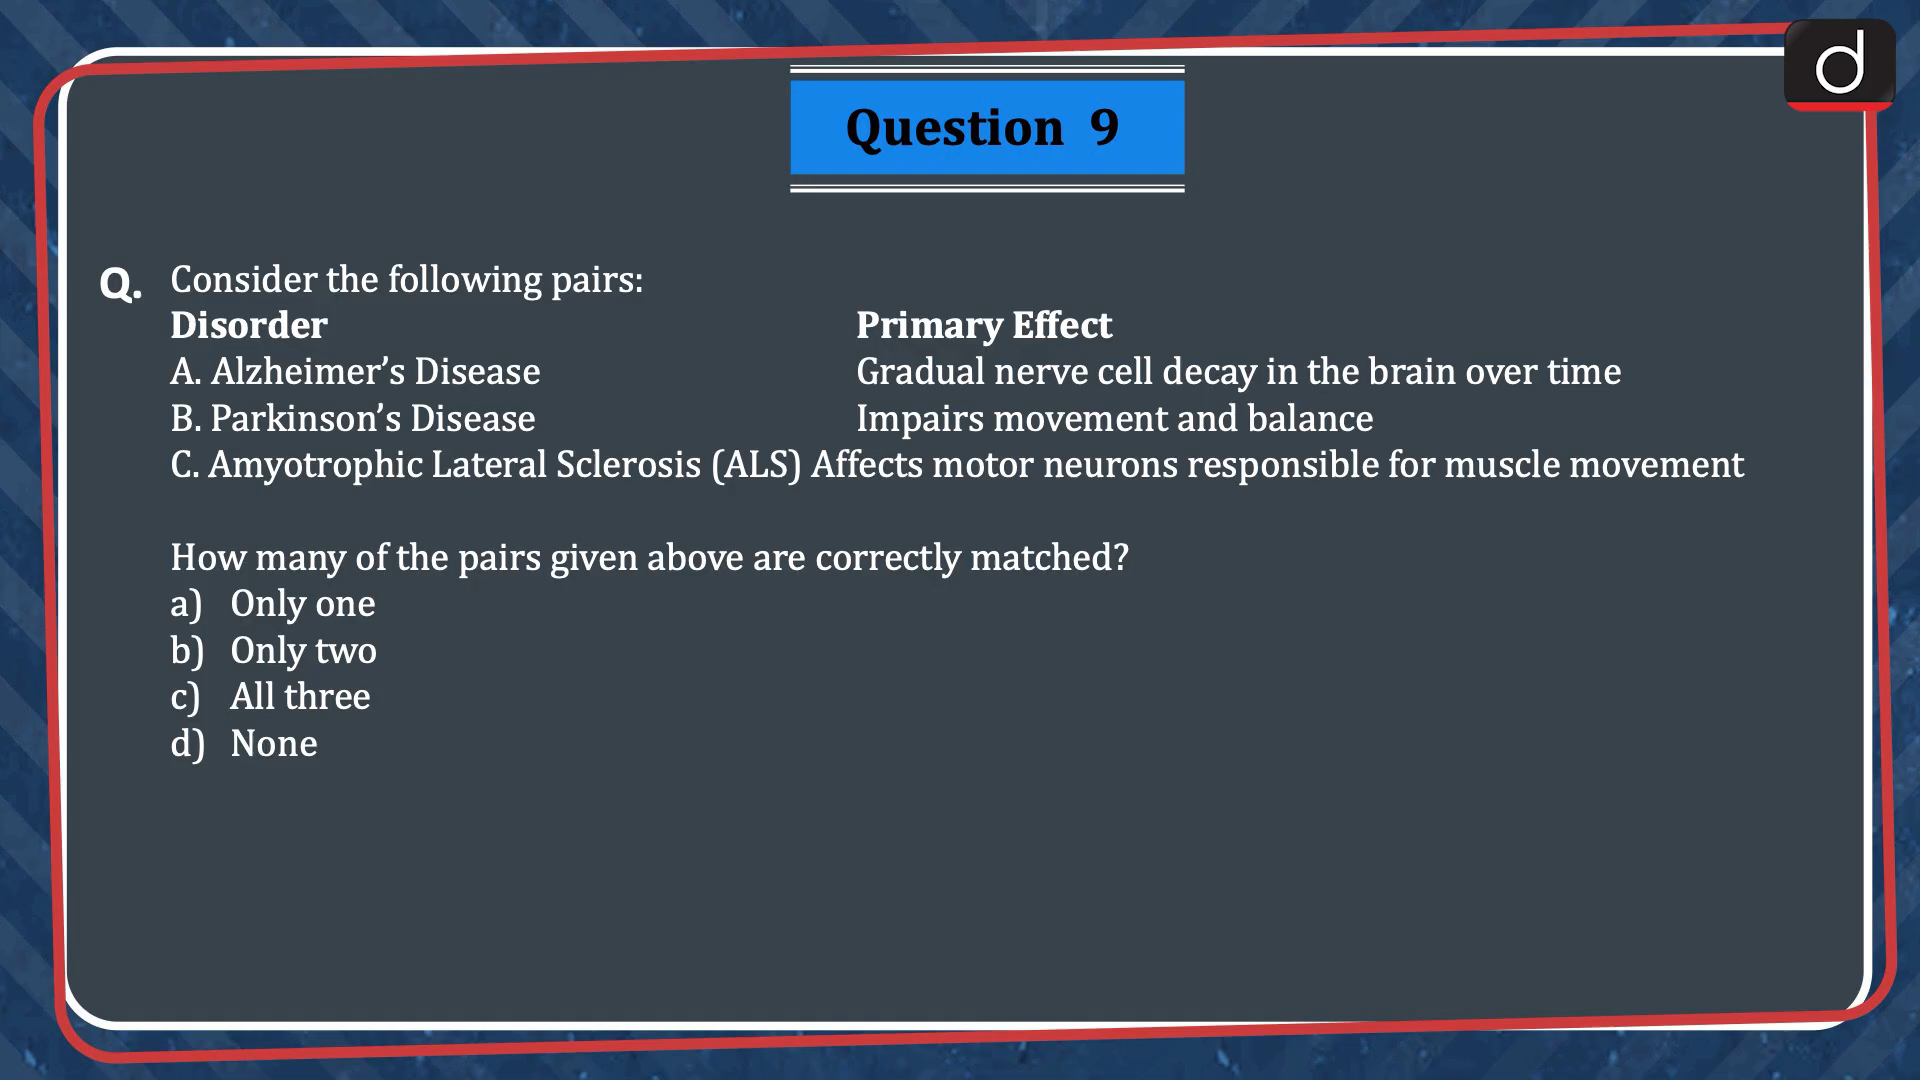 d
Question 9
Q. Consider the following pairs:
Disorder Primary Effect
A. Alzheimer’s Disease Gradual nerve cell decay in the brain over time
B. Parkinson’s Disease Impairs movement and balance
C. Amyotrophic Lateral Sclerosis (ALS) Affects motor neurons responsible for muscle movement
How many of the pairs given above are correctly matched?
a) Only one
b) Only two
c) All three
d) None